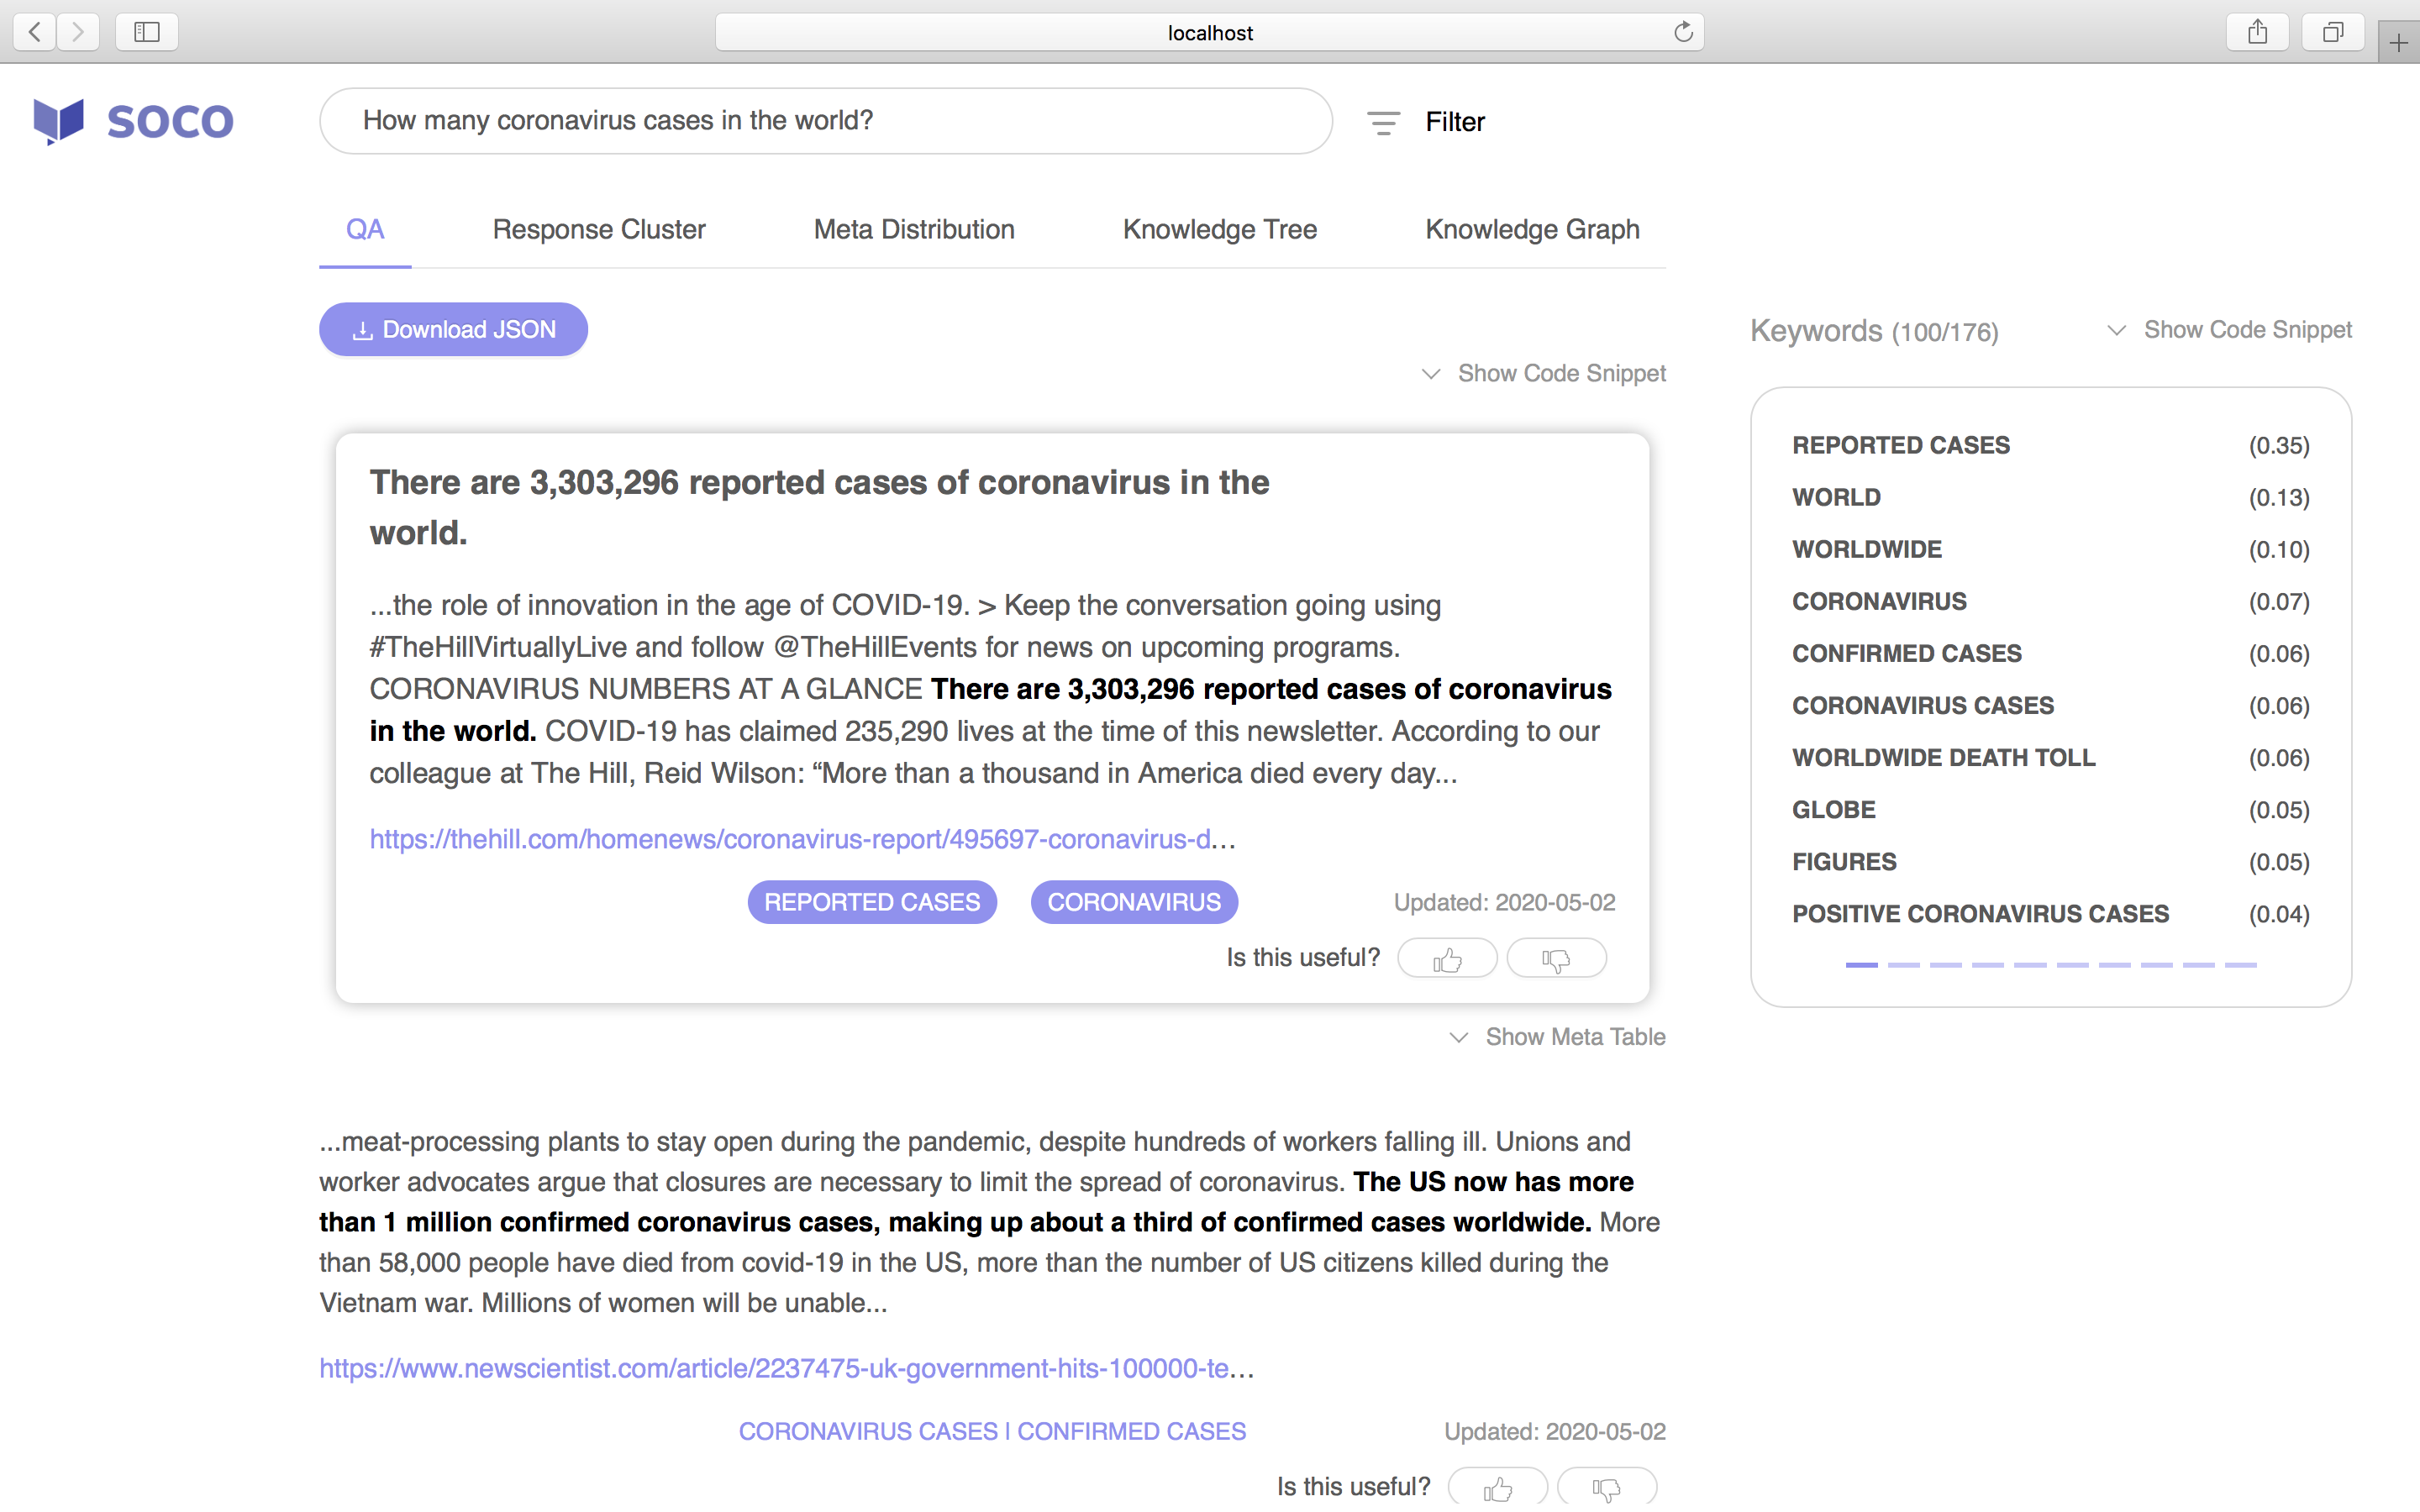 localhost
soco
How many coronavirus cases in the world?
Filter
QA
Response Cluster
Meta Distribution
Knowledge Tree
Knowledge Graph
Download JSON
Show Code Snippet
There are 3,303,296 reported cases of coronavirus in the
world.
...the role of innovation in the age of COVID-19. > Keep the conversation going using
#TheHillVirtuallyLive and follow @TheHillEvents for news on upcoming programs.
CORONAVIRUS NUMBERS AT A GLANCE There are 3,303,296 reported cases of coronavirus
in the world. COVID-19 has claimed 235,290 lives at the time of this newsletter. According to our
colleague at The Hill, Reid Wilson: “More than a thousand in America died every day...
https://thehill.com/homenews/coronavirus-report/495697-coronavirus-d...
REPORTED CASES
CORONAVIRUS
Updated: 2020-05-02
Is this useful?
Show Meta Table
...meat-processing plants to stay open during the pandemic, despite hundreds of workers falling ill. Unions and
worker advocates argue that closures are necessary to limit the spread of coronavirus. The US now has more
than 1 million confirmed coronavirus cases, making up about a third of confirmed cases worldwide. More
than 58,000 people have died from covid-19 in the US, more than the number of US citizens killed during the
Vietnam war. Millions of women will be unable...
https://www.newscientist.com/article/2237475-uk-government-hits-100000-te...
CORONAVIRUS CASES | CONFIRMED CASES
Updated: 2020-05-02
Is this useful?
Keywords (100/176)
Show Code Snippet
REPORTED CASES (0.35)
WORLD (0.13)
WORLDWIDE (0.10)
CORONAVIRUS (0.07)
CONFIRMED CASES (0.06)
CORONAVIRUS CASES (0.06)
WORLDWIDE DEATH TOLL (0.06)
GLOBE (0.05)
FIGURES (0.05)
POSITIVE CORONAVIRUS CASES (0.04)